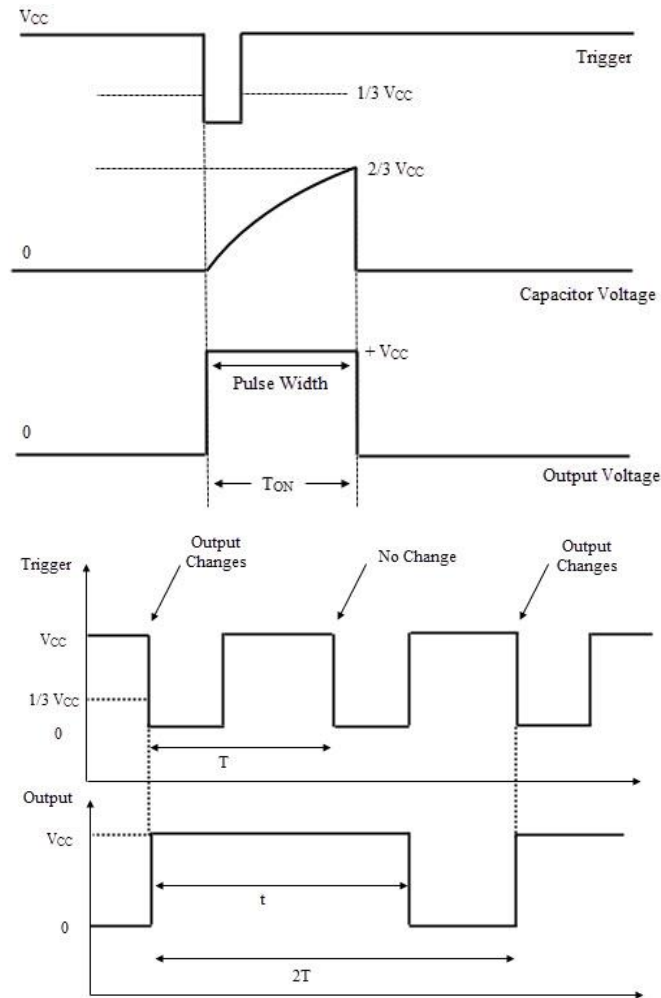 VCC
Trigger
1/3 VCC
2/3 VCC
0
Capacitor Voltage
+ VCC
Pulse Width
0
TON
Output Voltage
Output
Changes
No Change
Output
Changes
Trigger
VCC
1/3 VCC
0
T
Output
VCC
t
0
2T